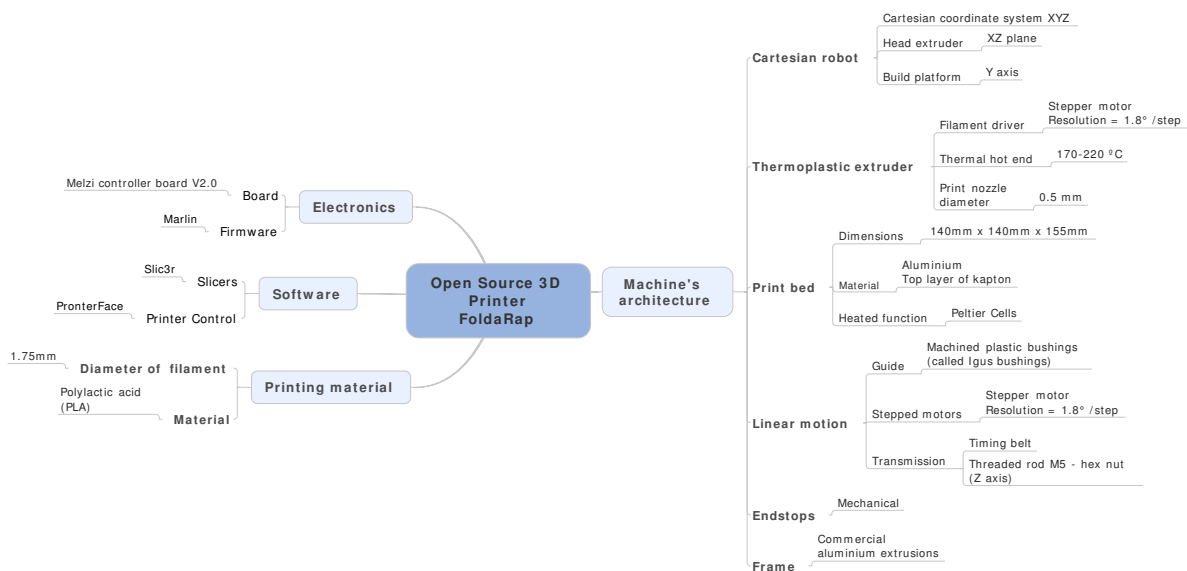 Open Source 3D
Printer
FoldaRap
Electronics
Board
Melzi controller board V2.0
Firmware
Marlin
Software
Slicers
Slic3r
Printer Control
PronterFace
Printing material
Diameter of filament
1.75mm
Material
Polylactic acid
(PLA)
Machine's
architecture
Cartesian robot
Cartesian coordinate system XYZ
Head extruder
XZ plane
Build platform
Y axis
Thermoplastic extruder
Filament driver
Stepper motor
Resolution = 1.8° /step
Thermal hot end
170-220 ºC
Print nozzle
diameter
0.5 mm
Print bed
Dimensions
140mm x 140mm x 155mm
Material
Aluminium
Top layer of kapton
Heated function
Peltier Cells
Linear motion
Guide
Machined plastic bushings
(called Igus bushings)
Stepped motors
Stepper motor
Resolution = 1.8° /step
Transmission
Timing belt
Threaded rod M5 - hex nut
(Z axis)
Endstops
Mechanical
Frame
Commercial
aluminium extrusions